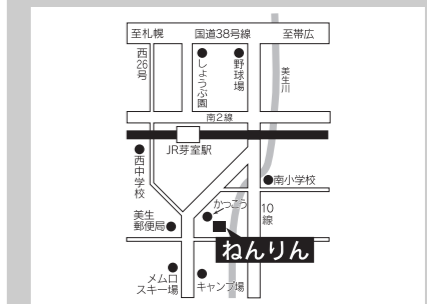 至札幌
国道38号線
至帯広
西26号
しょうぶ園
野球場
美生川
南2線
JR芽室駅
西中学校
南小学校
かっこう
10線
美生
郵便局
ねんりん
メムロ
スキー場
キャンプ場